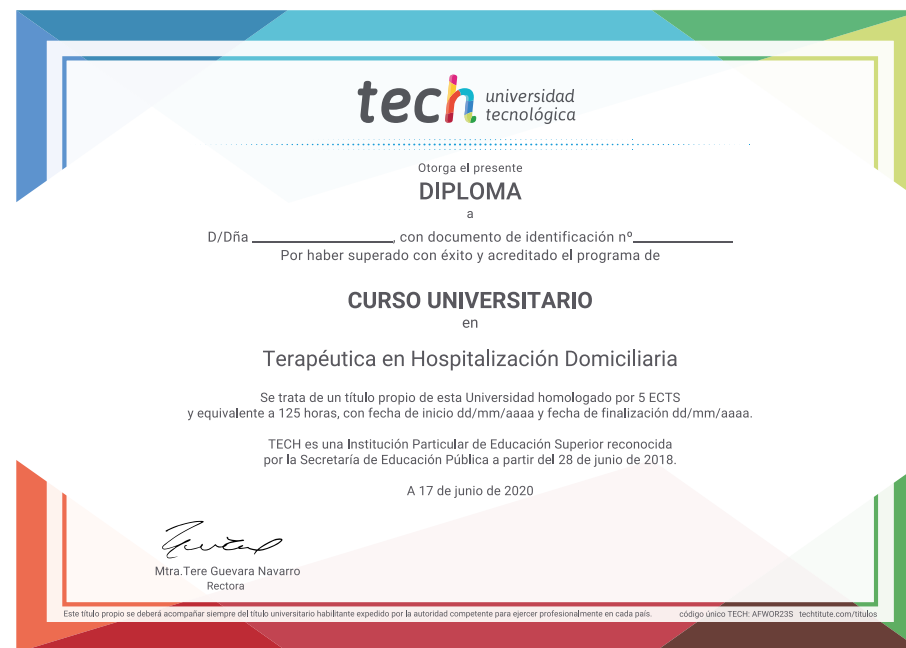 tech universidad
tecnológica
Otorga el presente
DIPLOMA
a
D/Dña ____________________, con documento de identificación nº______________
Por haber superado con éxito y acreditado el programa de
CURSO UNIVERSITARIO
en
Terapéutica en Hospitalización Domiciliaria
Se trata de un título propio de esta Universidad homologado por 5 ECTS
y equivalente a 125 horas, con fecha de inicio dd/mm/aaaa y fecha de finalización dd/mm/aaaa.
TECH es una Institución Particular de Educación Superior reconocida
por la Secretaría de Educación Pública a partir del 28 de junio de 2018.
A 17 de junio de 2020
Mtra.Tere Guevara Navarro
Rectora
Este título propio se deberá acompañar siempre del título universitario habilitante expedido por la autoridad competente para ejercer profesionalmente en cada país. código único TECH: AFWOR23S techtitute.com/titulos